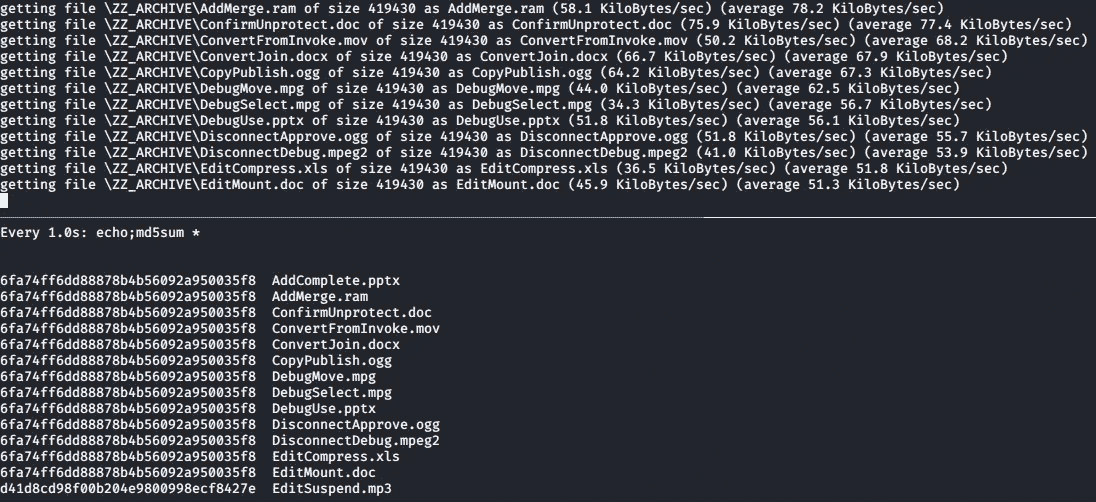 getting file \ZZ_ARCHIVE\AddMerge.ram of size 419430 as AddMerge.ram (58.1 KiloBytes/sec) (average 78.2 KiloBytes/sec)
getting file \ZZ_ARCHIVE\ConfirmUnprotect.doc of size 419430 as ConfirmUnprotect.doc (75.9 KiloBytes/sec) (average 77.4 KiloBytes/sec)
getting file \ZZ_ARCHIVE\ConvertFromInvoke.mov of size 419430 as ConvertFromInvoke.mov (50.2 KiloBytes/sec) (average 68.2 KiloBytes/sec)
getting file \ZZ_ARCHIVE\ConvertJoin.docx of size 419430 as ConvertJoin.docx (66.7 KiloBytes/sec) (average 67.9 KiloBytes/sec)
getting file \ZZ_ARCHIVE\CopyPublish.ogg of size 419430 as CopyPublish.ogg (64.2 KiloBytes/sec) (average 67.3 KiloBytes/sec)
getting file \ZZ_ARCHIVE\DebugMove.mpg of size 419430 as DebugMove.mpg (44.0 KiloBytes/sec) (average 62.5 KiloBytes/sec)
getting file \ZZ_ARCHIVE\DebugSelect.mpg of size 419430 as DebugSelect.mpg (34.3 KiloBytes/sec) (average 56.7 KiloBytes/sec)
getting file \ZZ_ARCHIVE\DebugUse.pptx of size 419430 as DebugUse.pptx (51.8 KiloBytes/sec) (average 56.1 KiloBytes/sec)
getting file \ZZ_ARCHIVE\DisconnectApprove.ogg of size 419430 as DisconnectApprove.ogg (51.8 KiloBytes/sec) (average 55.7 KiloBytes/sec)
getting file \ZZ_ARCHIVE\DisconnectDebug.mpeg2 of size 419430 as DisconnectDebug.mpeg2 (41.0 KiloBytes/sec) (average 53.9 KiloBytes/sec)
getting file \ZZ_ARCHIVE\EditCompress.xls of size 419430 as EditCompress.xls (36.5 KiloBytes/sec) (average 51.8 KiloBytes/sec)
getting file \ZZ_ARCHIVE\EditMount.doc of size 419430 as EditMount.doc (45.9 KiloBytes/sec) (average 51.3 KiloBytes/sec)
Every 1.0s: echo;md5sum *
6fa74ff6dd88878b4b56092a950035f8  AddComplete.pptx
6fa74ff6dd88878b4b56092a950035f8  AddMerge.ram
6fa74ff6dd88878b4b56092a950035f8  ConfirmUnprotect.doc
6fa74ff6dd88878b4b56092a950035f8  ConvertFromInvoke.mov
6fa74ff6dd88878b4b56092a950035f8  ConvertJoin.docx
6fa74ff6dd88878b4b56092a950035f8  CopyPublish.ogg
6fa74ff6dd88878b4b56092a950035f8  DebugMove.mpg
6fa74ff6dd88878b4b56092a950035f8  DebugSelect.mpg
6fa74ff6dd88878b4b56092a950035f8  DebugUse.pptx
6fa74ff6dd88878b4b56092a950035f8  DisconnectApprove.ogg
6fa74ff6dd88878b4b56092a950035f8  DisconnectDebug.mpeg2
6fa74ff6dd88878b4b56092a950035f8  EditCompress.xls
6fa74ff6dd88878b4b56092a950035f8  EditMount.doc
d41d8cd98f00b204e9800998ecf8427e  EditSuspend.mp3